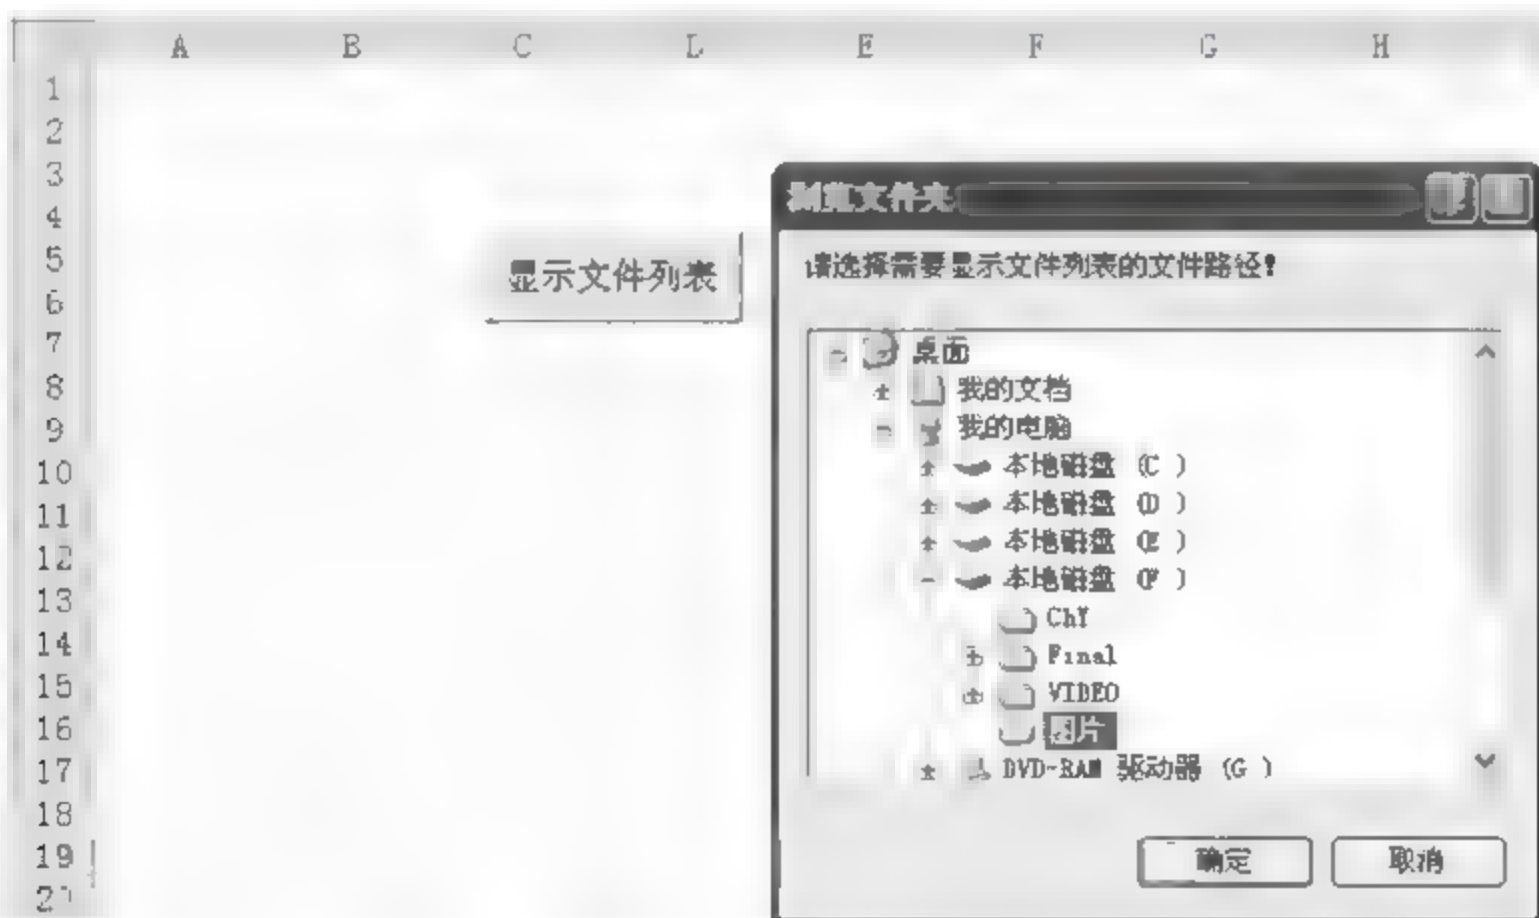 A B C D E F G H
1
2
3
4
5
6
7
8
9
10
11
12
13
14
15
16
17
18
19
显示文件列表
浏览文件夹
请选择需要显示文件列表的文件路径!
桌面
我的文档
我的电脑
本地磁盘 (C )
本地磁盘 (D )
本地磁盘 (E )
本地磁盘 (F )
ChY
Final
VIDEO
图片
DVD-RAM 驱动器 (G )
确定 取消